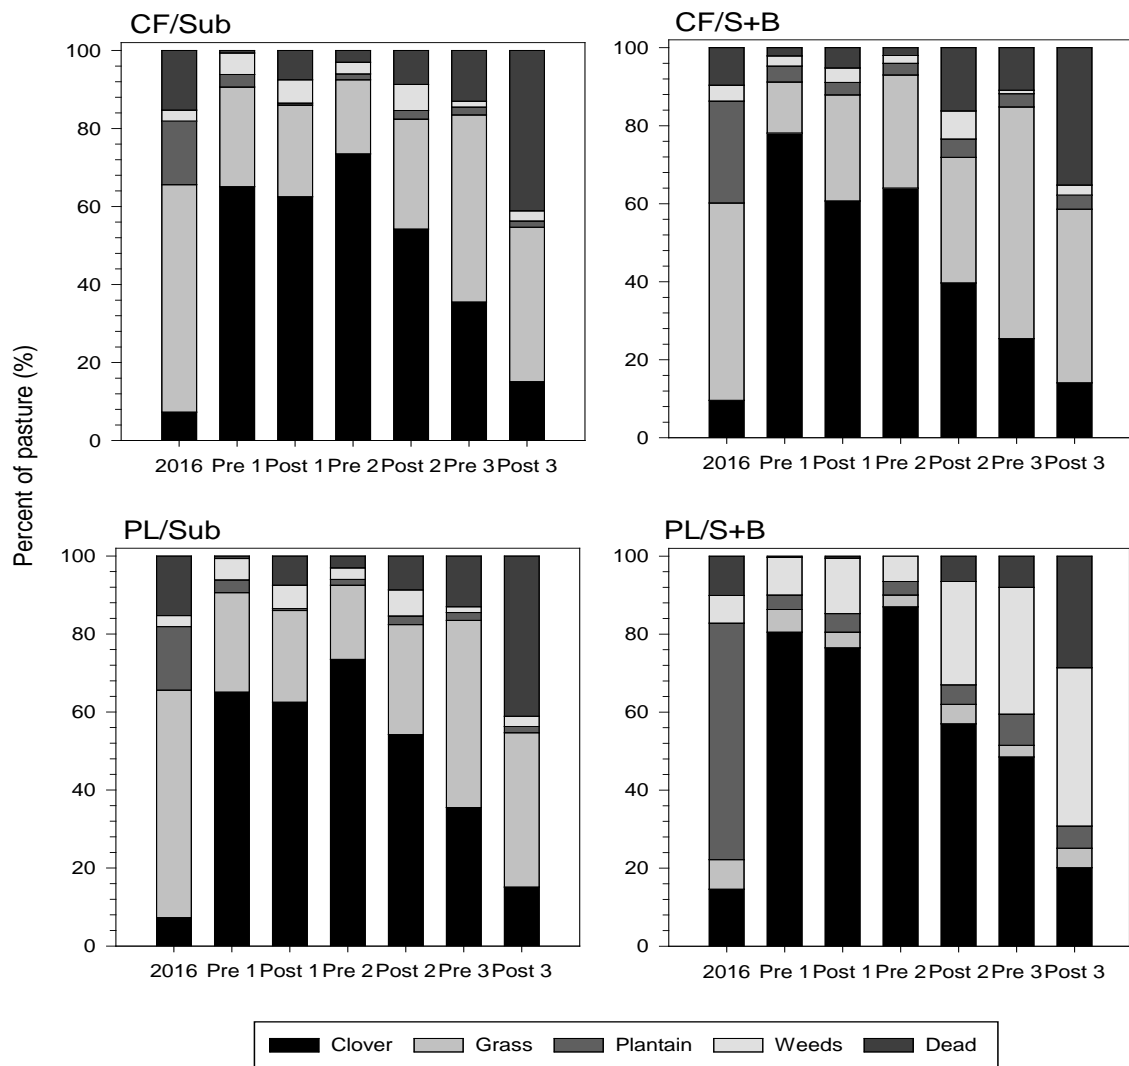 CF/Sub
100
80
60
40
20
0
2016 Pre 1 Post 1 Pre 2 Post 2 Pre 3 Post 3
CF/S+B
100
80
60
40
20
0
2016 Pre 1 Post 1 Pre 2 Post 2 Pre 3 Post 3
Percent of pasture (%)
PL/Sub
100
80
60
40
20
0
2016 Pre 1 Post 1 Pre 2 Post 2 Pre 3 Post 3
PL/S+B
100
80
60
40
20
0
2016 Pre 1 Post 1 Pre 2 Post 2 Pre 3 Post 3
Clover Grass Plantain Weeds Dead